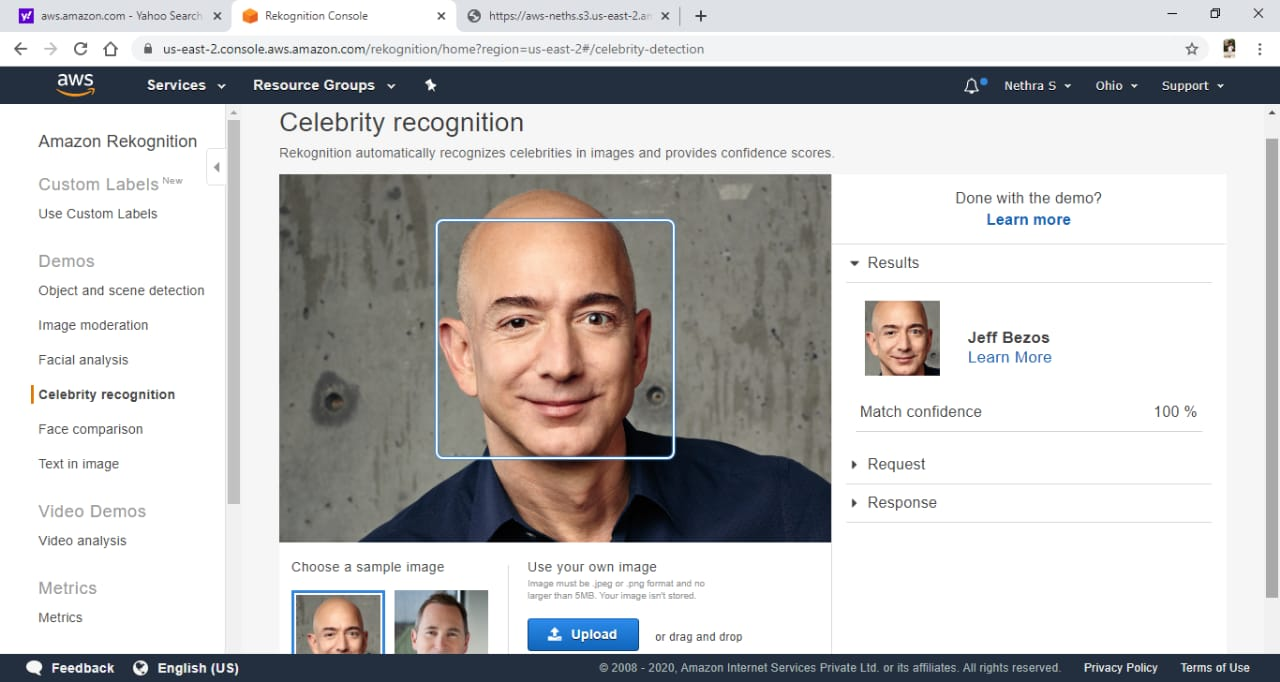 aws.amazon.com - Yahoo Search
Rekognition Console
https://aws-neths.s3.us-east-2.am
us-east-2.console.aws.amazon.com/rekognition/home?region=us-east-2#/celebrity-detection
aws
Services
Resource Groups
Nethra S
Ohio
Support
Amazon Rekognition
Custom Labels New
Use Custom Labels
Demos
Object and scene detection
Image moderation
Facial analysis
Celebrity recognition
Face comparison
Text in image
Video Demos
Video analysis
Metrics
Metrics
Celebrity recognition
Rekognition automatically recognizes celebrities in images and provides confidence scores.
Done with the demo?
Learn more
Results
Jeff Bezos
Learn More
Match confidence 100 %
Request
Response
Choose a sample image
Use your own image
Image must be .jpeg or .png format and no
larger than 5MB. Your image isn't stored.
Upload
or drag and drop
Feedback
English (US)
© 2008 - 2020, Amazon Internet Services Private Ltd. or its affiliates. All rights reserved.
Privacy Policy
Terms of Use